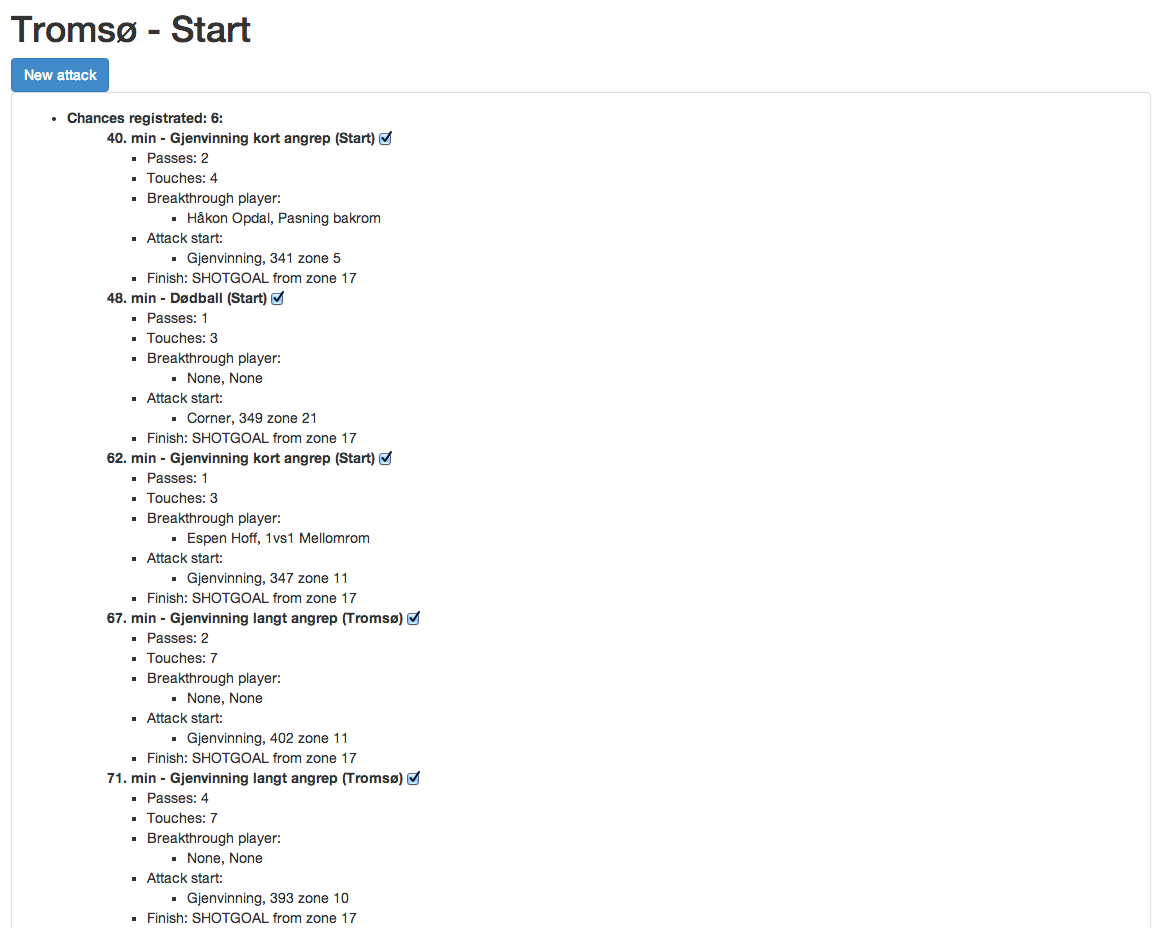 Tromsø - Start
New attack
Chances registrated: 6:
40. min - Gjenvinning kort angrep (Start)
Passes: 2
Touches: 4
Breakthrough player:
Håkon Opdal, Pasning bakrom
Attack start:
Gjenvinning, 341 zone 5
Finish: SHOTGOAL from zone 17
48. min - Dødball (Start)
Passes: 1
Touches: 3
Breakthrough player:
None, None
Attack start:
Corner, 349 zone 21
Finish: SHOTGOAL from zone 17
62. min - Gjenvinning kort angrep (Start)
Passes: 1
Touches: 3
Breakthrough player:
Espen Hoff, 1vs1 Mellomrom
Attack start:
Gjenvinning, 347 zone 11
Finish: SHOTGOAL from zone 17
67. min - Gjenvinning langt angrep (Tromsø)
Passes: 2
Touches: 7
Breakthrough player:
None, None
Attack start:
Gjenvinning, 402 zone 11
Finish: SHOTGOAL from zone 17
71. min - Gjenvinning langt angrep (Tromsø)
Passes: 4
Touches: 7
Breakthrough player:
None, None
Attack start:
Gjenvinning, 393 zone 10
Finish: SHOTGOAL from zone 17